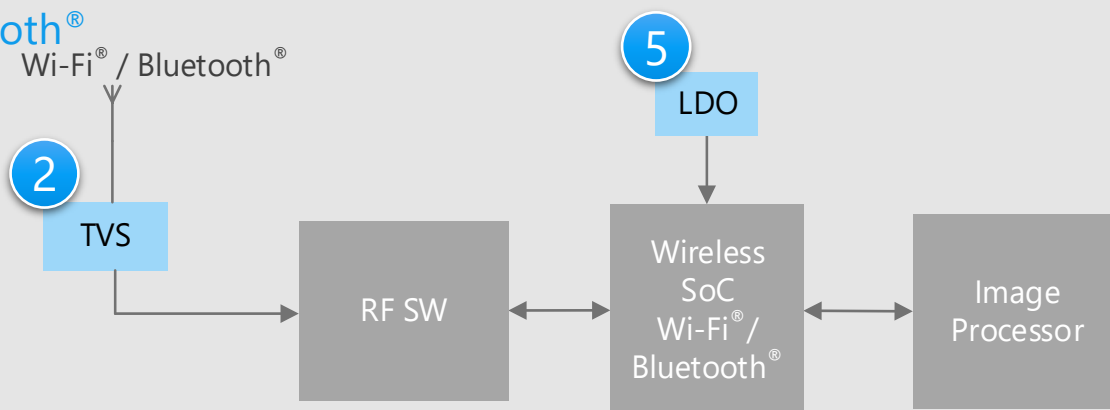 oth®
Wi-Fi® / Bluetooth®
5
LDO
2
TVS
RF SW
Wireless
SoC
Wi-Fi®/
Bluetooth®
Image
Processor